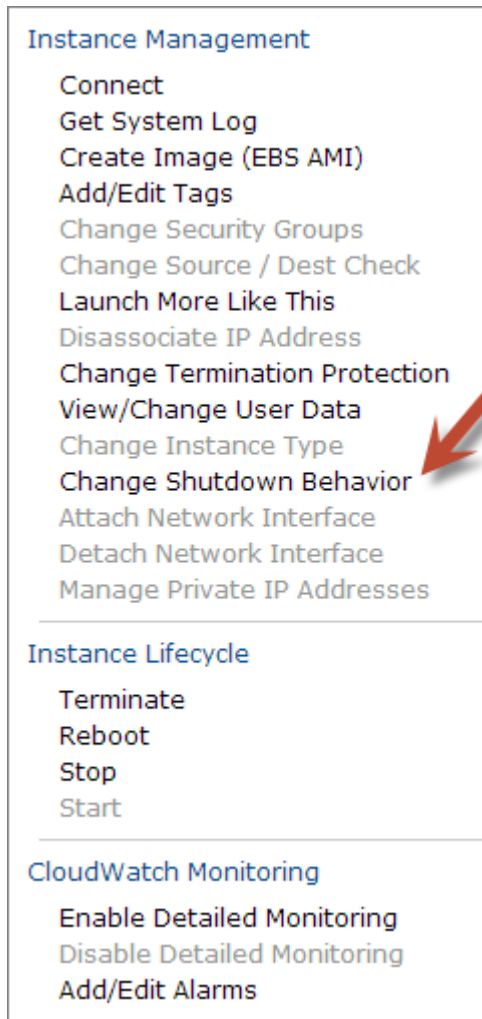 Instance Management
Connect
Get System Log
Create Image (EBS AMI)
Add/Edit Tags
Change Security Groups
Change Source / Dest Check
Launch More Like This
Disassociate IP Address
Change Termination Protection
View/Change User Data
Change Instance Type
Change Shutdown Behavior
Attach Network Interface
Detach Network Interface
Manage Private IP Addresses
Instance Lifecycle
Terminate
Reboot
Stop
Start
CloudWatch Monitoring
Enable Detailed Monitoring
Disable Detailed Monitoring
Add/Edit Alarms